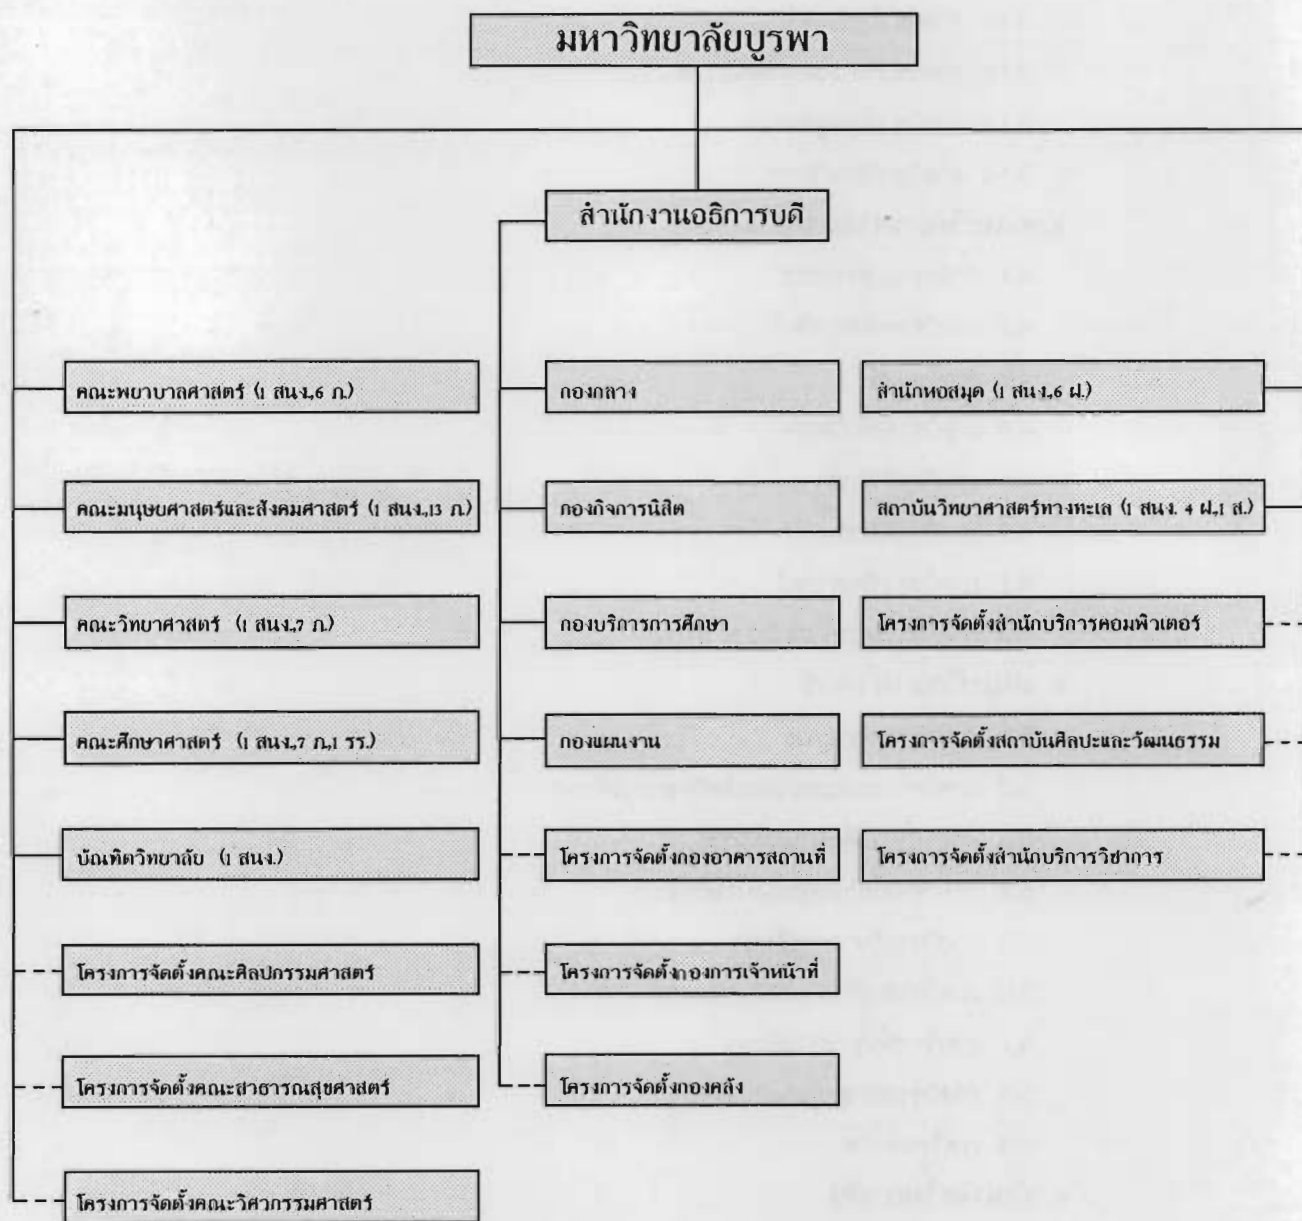 มหาวิทยาลัยบูรพา
สำนักงานอธิการบดี
คณะพยาบาลศาสตร์ (1 สนง.,6 ภ.)
คณะมนุษยศาสตร์และสังคมศาสตร์ (1 สนง.,13 ภ.)
คณะวิทยาศาสตร์ (1 สนง.,7 ภ.)
คณะศึกษาศาสตร์ (1 สนง.,7 ภ.,1 รร.)
บัณฑิตวิทยาลัย (1 สนง.)
โครงการจัดตั้งคณะศิลปกรรมศาสตร์
โครงการจัดตั้งคณะสาธารณสุขศาสตร์
โครงการจัดตั้งคณะวิศวกรรมศาสตร์
กองกลาง
กองกิจการนิสิต
กองบริการการศึกษา
กองแผนงาน
โครงการจัดตั้งกองอาคารสถานที่
โครงการจัดตั้งกองการเจ้าหน้าที่
โครงการจัดตั้งกองคลัง
สำนักหอสมุด (1 สนง.,6 ฝ.)
สถาบันวิทยาศาสตร์ทางทะเล (1 สนง. 4 ฝ.,1 ส.)
โครงการจัดตั้งสำนักบริการคอมพิวเตอร์
โครงการจัดตั้งสถาบันศิลปะและวัฒนธรรม
โครงการจัดตั้งสำนักบริการวิชาการ